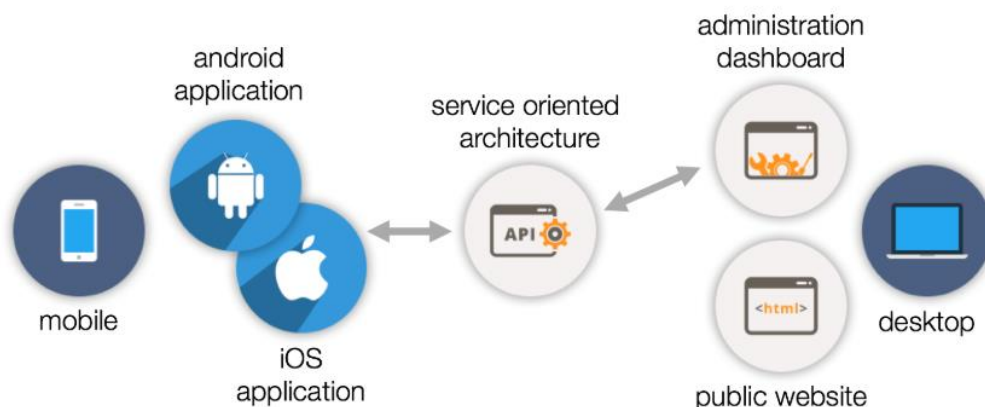 android
application
mobile
iOS
application
service oriented
architecture
API
administration
dashboard
<html>
public website
desktop